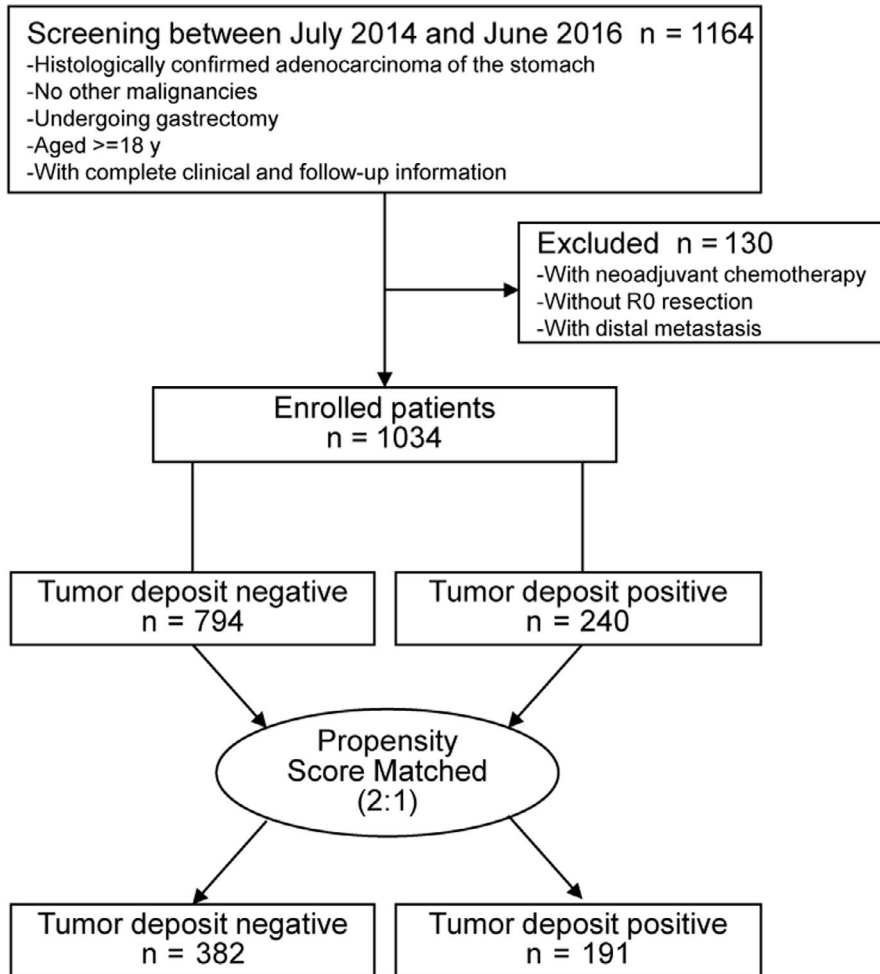 Screening between July 2014 and June 2016  n = 1164
-Histologically confirmed adenocarcinoma of the stomach
-No other malignancies
-Undergoing gastrectomy
-Aged >=18 y
-With complete clinical and follow-up information
Excluded  n = 130
-With neoadjuvant chemotherapy
-Without R0 resection
-With distal metastasis
Enrolled patients
n = 1034
Tumor deposit negative
n = 794
Tumor deposit positive
n = 240
Propensity
Score Matched
(2:1)
Tumor deposit negative
n = 382
Tumor deposit positive
n = 191